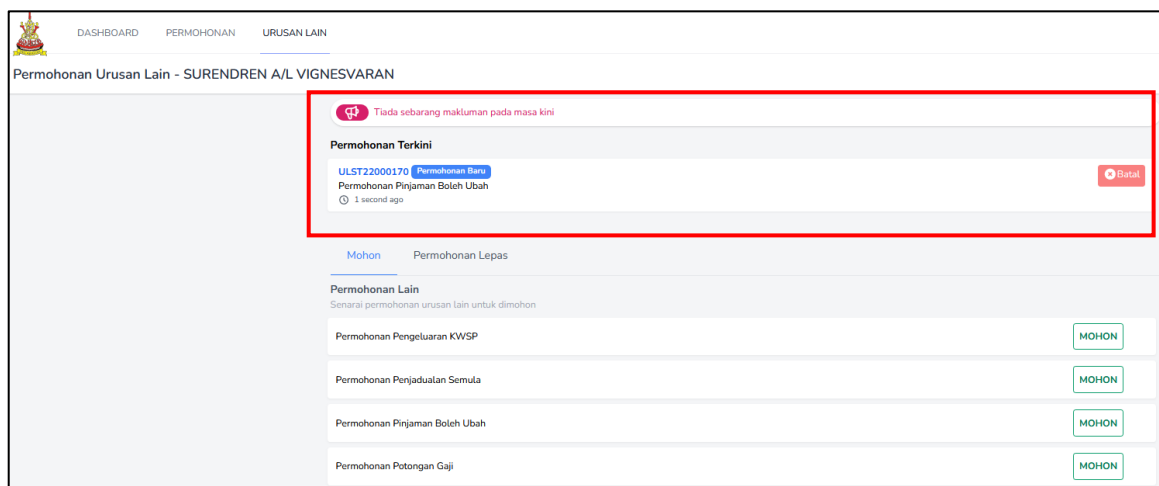 DASHBOARD PERMOHONAN URUSAN LAIN
Permohonan Urusan Lain - SURENDREN A/L VIGNESVARAN
Tiada sebarang makluman pada masa kini
Permohonan Terkini
ULST22000170 Permohonan Baru
Permohonan Pinjaman Boleh Ubah
Batal
1 second ago
Mohon Permohonan Lepas
Permohonan Lain
Senarai permohonan urusan lain untuk dimohon
Permohonan Pengeluaran KWSP MOHON
Permohonan Penjadualan Semula MOHON
Permohonan Pinjaman Boleh Ubah MOHON
Permohonan Potongan Gaji MOHON